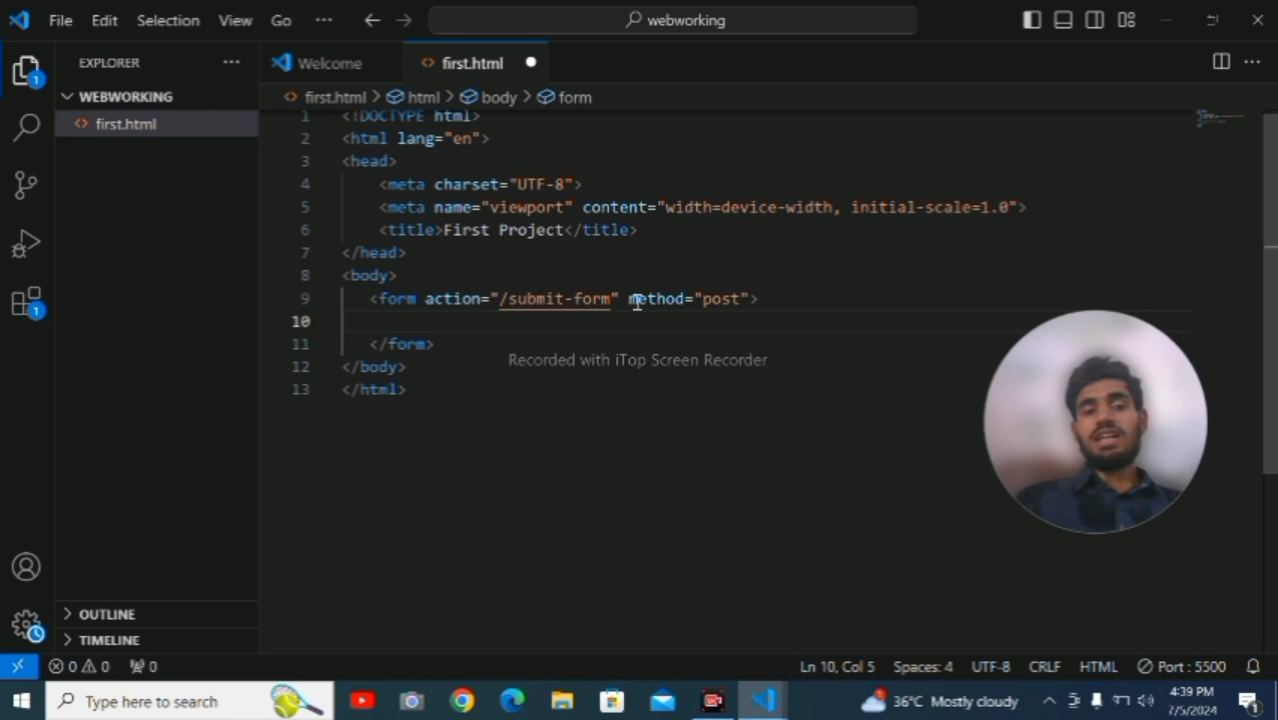 File Edit Selection View Go ··· webworking
EXPLORER ···
WEBWORKING
first.html
Welcome first.html
first.html > html > body > form
1 <!DOCTYPE html>
2 <html lang="en">
3 <head>
4 <meta charset="UTF-8">
5 <meta name="viewport" content="width=device-width, initial-scale=1.0">
6 <title>First Project</title>
7 </head>
8 <body>
9 <form action="/submit-form" method="post">
10
11 </form>
12 </body>
13 </html>
Recorded with iTop Screen Recorder
1
1
OUTLINE
TIMELINE
0 0 0 Ln 10, Col 5 Spaces: 4 UTF-8 CRLF HTML Port : 5500
Type here to search 36°C Mostly cloudy 4:39 PM
7/5/2024
1